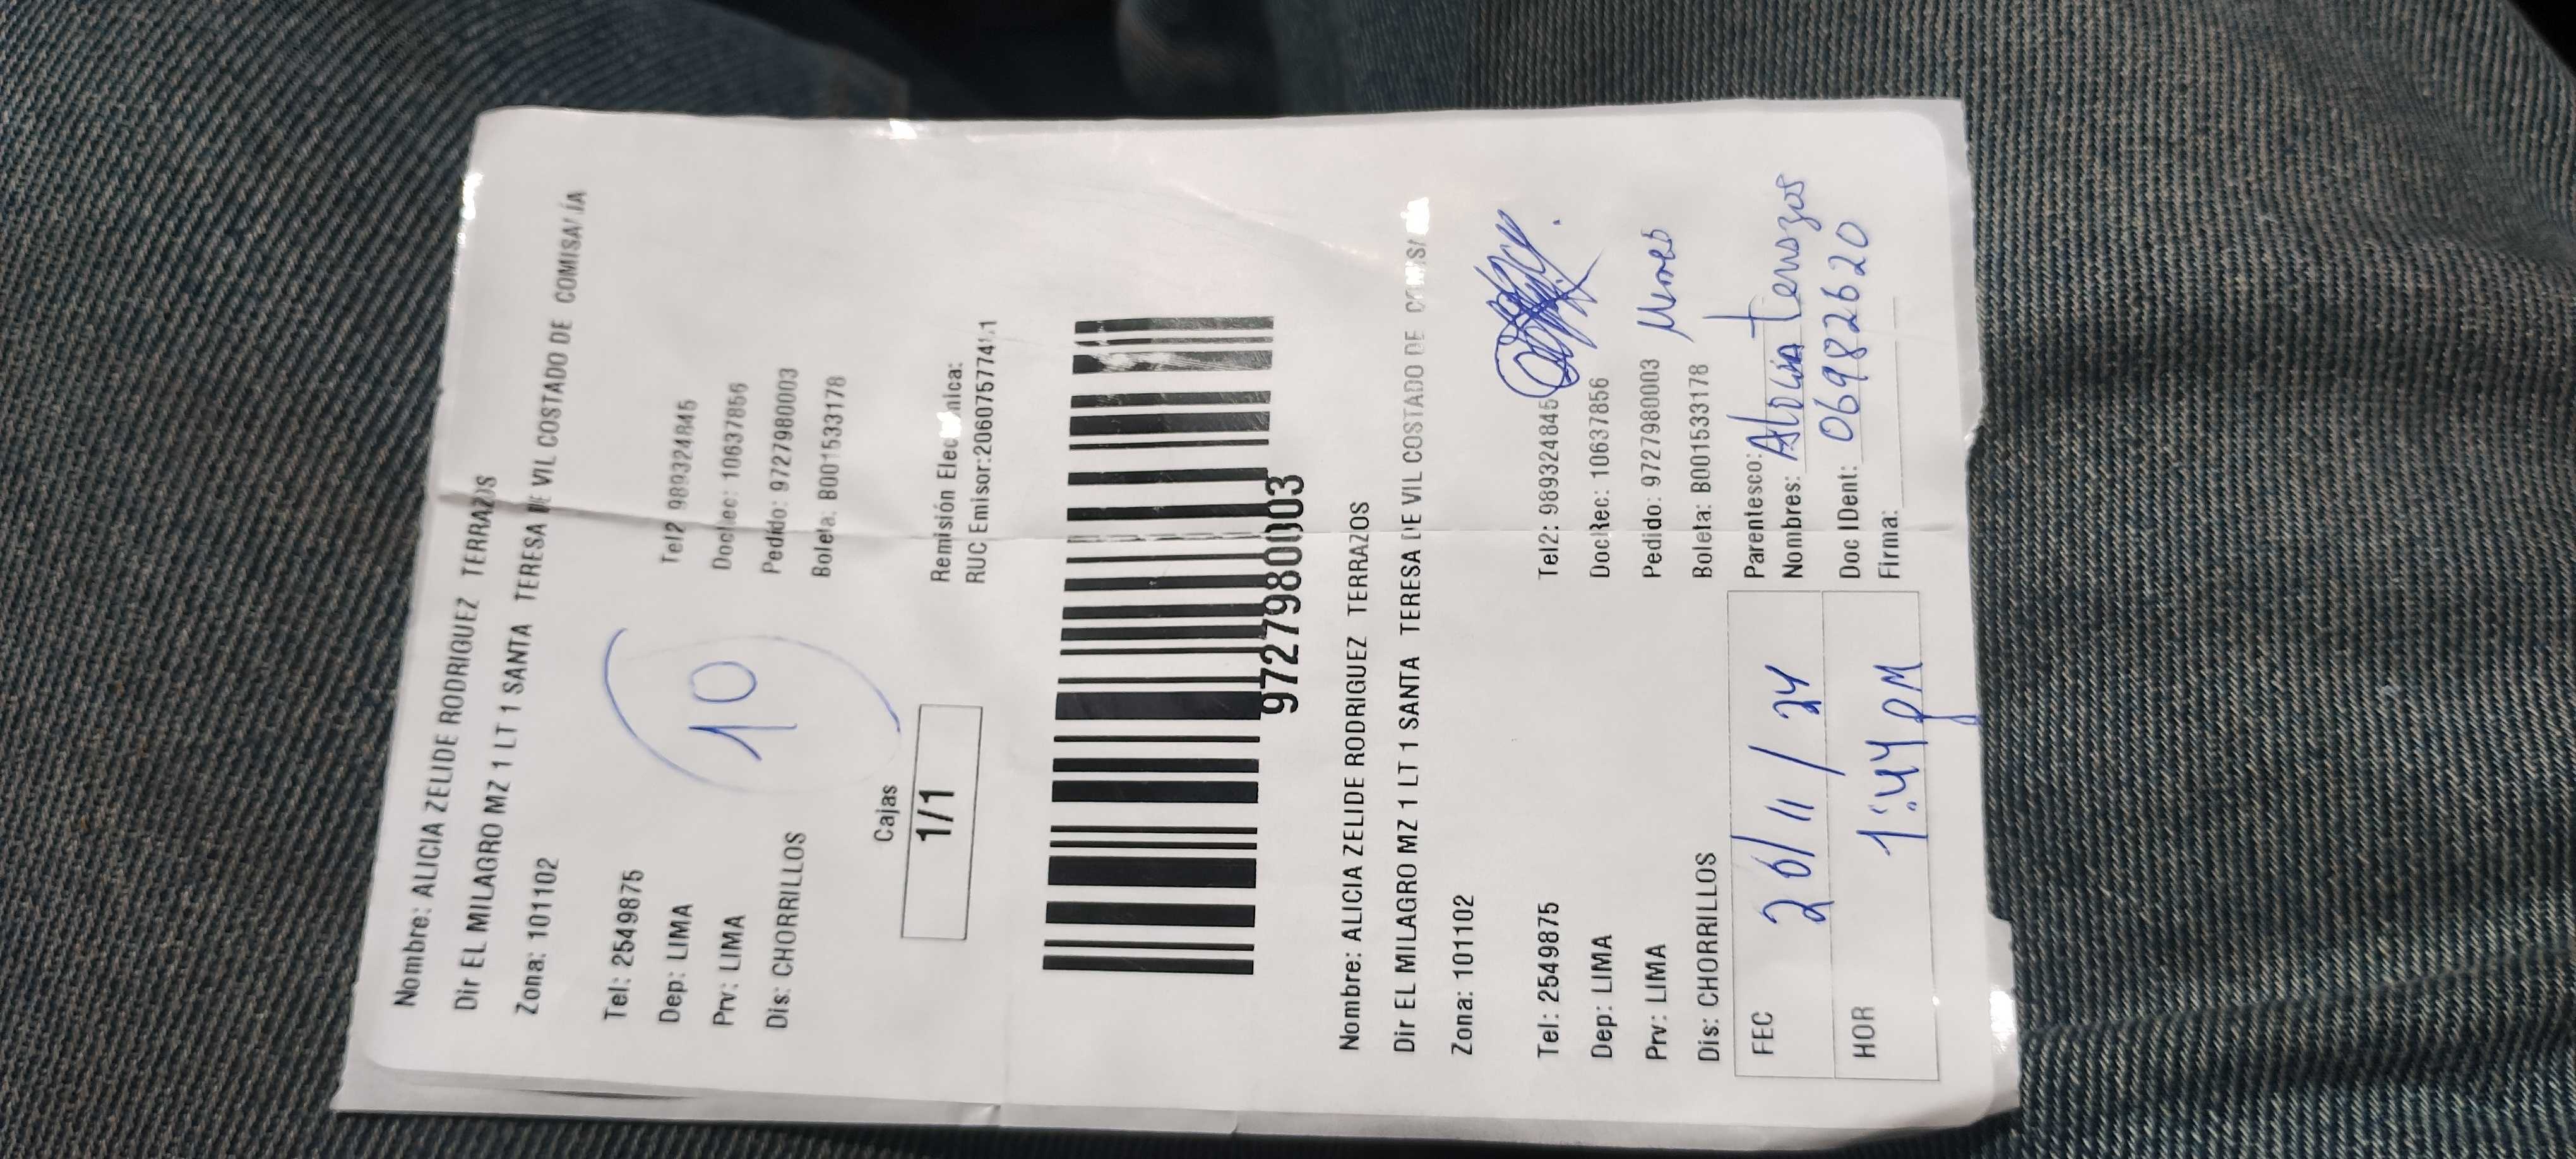 Nombre: ALICIA ZELIDE RODRIGUEZ TERRAZOS
Dir EL MILAGRO MZ 1 LT 1 SANTA TERESA DE VIL COSTADO DE COMISARÍA
Zona: 101102
Tel: 2549875 Tel2 989324845
Dep: LIMA DocRec: 10637856
Prv: LIMA Pedido: 9727980003
Dis: CHORRILLOS Boleta: B001533178
10
Cajas
1/1
Remisión Electrónica:
RUC Emisor:20607577411
9727980003
Nombre: ALICIA ZELIDE RODRIGUEZ TERRAZOS
Dir EL MILAGRO MZ 1 LT 1 SANTA TERESA DE VIL COSTADO DE COMISARÍA
Zona: 101102
Tel: 2549875 Tel2: 989324845
Dep: LIMA DocRec: 10637856
Prv: LIMA Pedido: 9727980003
Dis: CHORRILLOS Boleta: B001533178
FEC 26/11/24
HOR 1:44 pm
Parentesco:
Nombres: Alicia Terrazos
Doc IDent: 06982620
Firma: